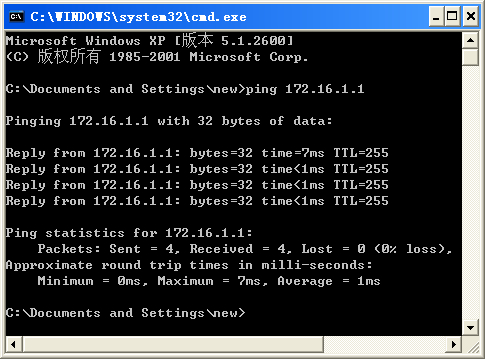 C:\WINDOWS\system32\cmd.exe
Microsoft Windows XP [版本 5.1.2600]
(C) 版权所有 1985-2001 Microsoft Corp.
C:\Documents and Settings\new>ping 172.16.1.1
Pinging 172.16.1.1 with 32 bytes of data:
Reply from 172.16.1.1: bytes=32 time=7ms TTL=255
Reply from 172.16.1.1: bytes=32 time<1ms TTL=255
Reply from 172.16.1.1: bytes=32 time<1ms TTL=255
Reply from 172.16.1.1: bytes=32 time<1ms TTL=255
Ping statistics for 172.16.1.1:
    Packets: Sent = 4, Received = 4, Lost = 0 (0% loss),
Approximate round trip times in milli-seconds:
    Minimum = 0ms, Maximum = 7ms, Average = 1ms
C:\Documents and Settings\new>